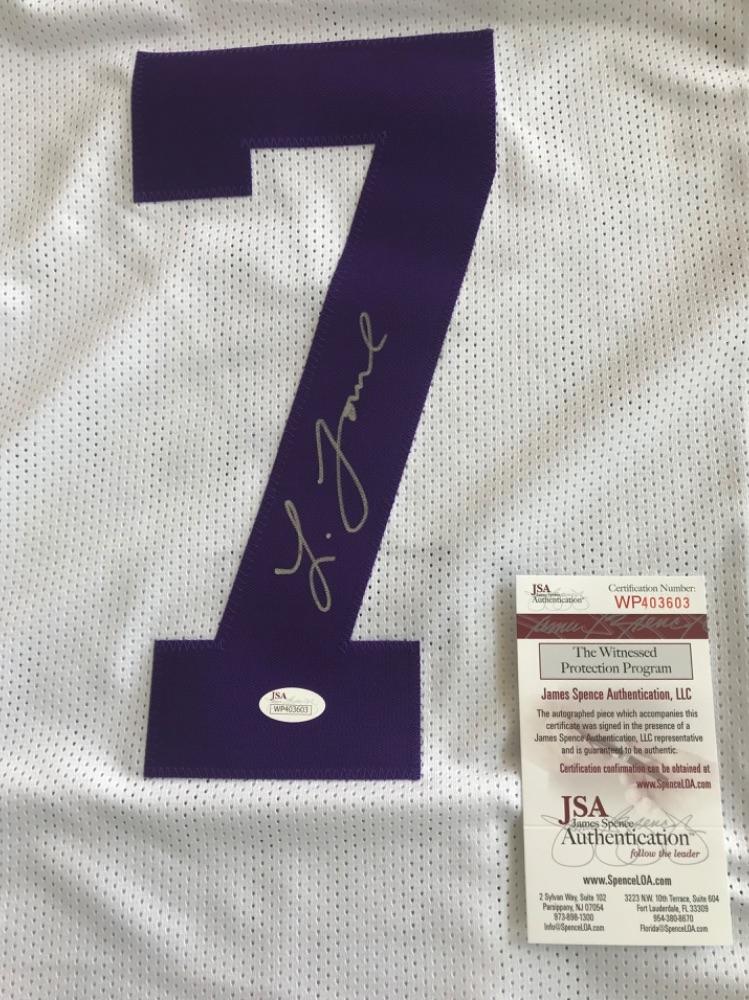 7
JSA
WP403603
JSA
Authentication
Certification Number:
WP403603
The Witnessed
Protection Program
James Spence Authentication, LLC
The autographed piece which accompanies this
certificate was signed in the presence of a
James Spence Authentication, LLC representative
and is guaranteed to be authentic.
Certification confirmation can be obtained at
www.SpenceLOA.com
JSA
James Spence
Authentication
follow the leader
www.SpenceLOA.com
2 Sylvan Way, Suite 102
Parsippany, NJ 07054
973-898-1300
Info@SpenceLOA.com
3223 N.W. 10th Terrace, Suite 604
Fort Lauderdale, FL 33309
954-380-8670
Florida@SpenceLOA.com